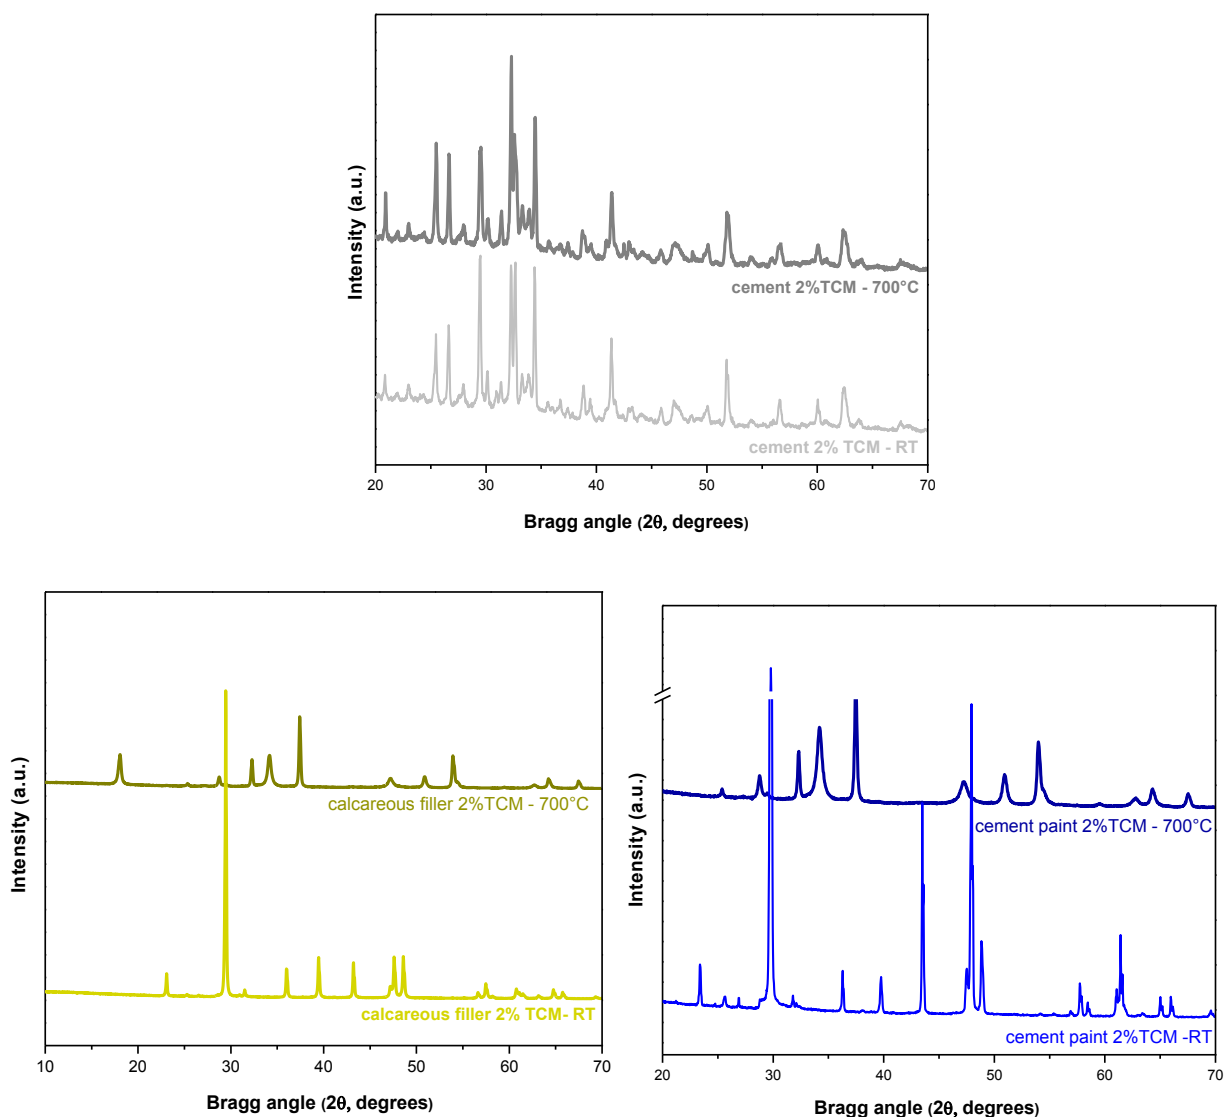 Intensity (a.u.)
cement 2%TCM - 700°C
cement 2% TCM - RT
20 30 40 50 60 70
Bragg angle (2θ, degrees)
Intensity (a.u.)
calcareous filler 2%TCM - 700°C
calcareous filler 2% TCM- RT
10 20 30 40 50 60 70
Bragg angle (2θ, degrees)
Intensity (a.u.)
cement paint 2%TCM - 700°C
cement paint 2%TCM -RT
20 30 40 50 60 70
Bragg angle (2θ, degrees)